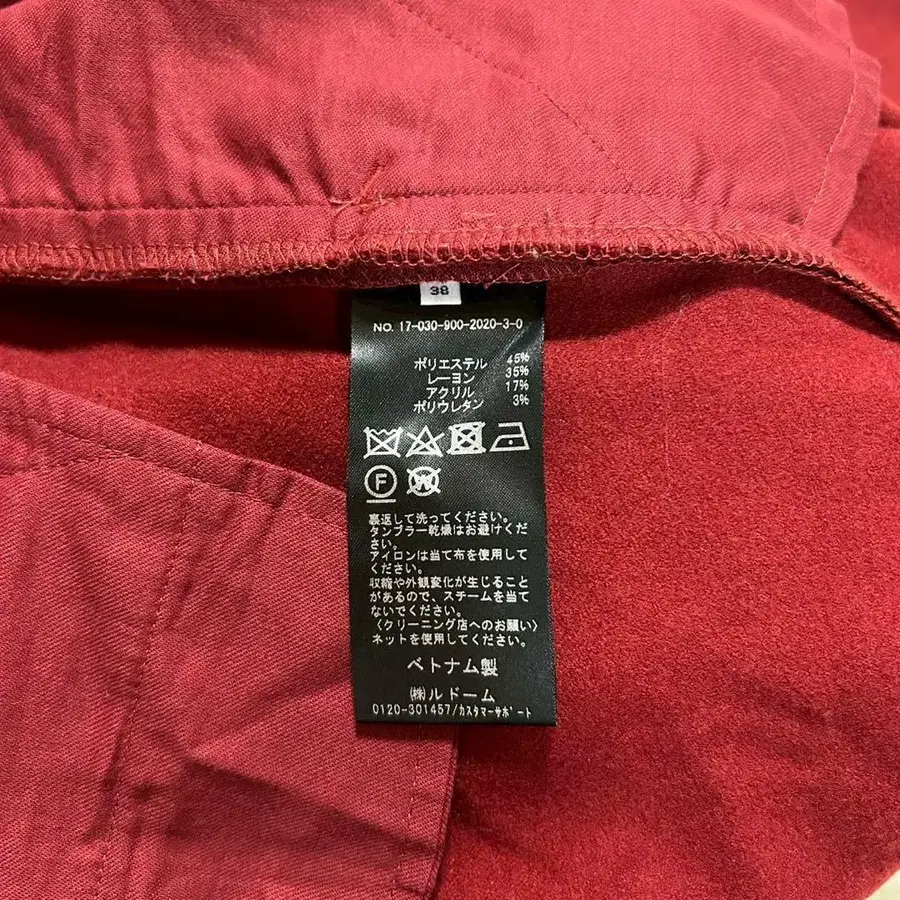 38
NO. 17-030-900-2020-3-0
ポリエステル 45%
レーヨン 35%
アクリル 17%
ポリウレタン 3%
F W
裏返して洗ってください。
タンブラー乾燥はお避けくだ
さい。
アイロンは当て布を使用して
ください。
収縮や外観変化が生じること
があるので、スチームを当て
ないでください。
〈クリーニング店へのお願い〉
ネットを使用してください。
ベトナム製
㈱ルドーム
0120-301457/ｶｽﾀﾏｰｻﾎﾟｰﾄ